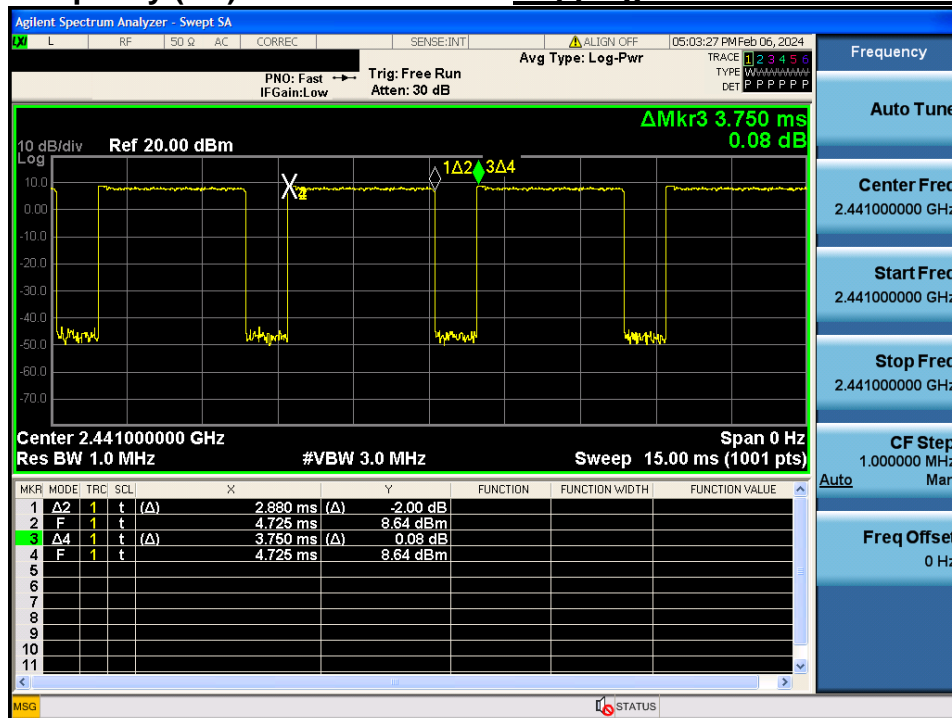 Agilent Spectrum Analyzer - Swept SA
LXI L RF 50 Ω AC CORREC SENSE:INT ALIGN OFF 05:03:27 PM Feb 06, 2024
Avg Type: Log-Pwr
TRACE 1 2 3 4 5 6
TYPE WWWWWWW
DET P P P P P P
PNO: Fast
IFGain:Low
Trig: Free Run
Atten: 30 dB
ΔMkr3 3.750 ms
0.08 dB
10 dB/div Ref 20.00 dBm
Log
10.0
0.00
-10.0
-20.0
-30.0
-40.0
-50.0
-60.0
-70.0
1Δ2 3Δ4
Center 2.441000000 GHz Span 0 Hz
Res BW 1.0 MHz #VBW 3.0 MHz Sweep 15.00 ms (1001 pts)
MKR MODE TRC SCL X Y FUNCTION FUNCTION WIDTH FUNCTION VALUE
1 Δ2 1 t (Δ) 2.880 ms (Δ) -2.00 dB
2 F 1 t 4.725 ms 8.64 dBm
3 Δ4 1 t (Δ) 3.750 ms (Δ) 0.08 dB
4 F 1 t 4.725 ms 8.64 dBm
5
6
7
8
9
10
11
MSG STATUS
Frequency
Auto Tune
Center Freq
2.441000000 GHz
Start Freq
2.441000000 GHz
Stop Freq
2.441000000 GHz
CF Step
1.000000 MHz
Auto Man
Freq Offset
0 Hz